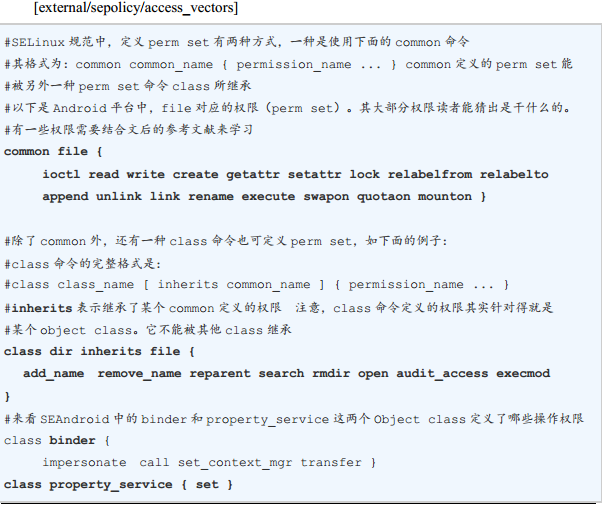 [external/sepolicy/access_vectors]
#SELinux 规范中，定义 perm set 有两种方式，一种是使用下面的 common 命令
#其格式为：common common_name { permission_name ... } common 定义的 perm set 能
#被另外一种 perm set 命令 class 所继承
#以下是 Android 平台中，file 对应的权限（perm set）。其大部分权限读者能猜出是干什么的。
#有一些权限需要结合文后的参考文献来学习
common file {
ioctl read write create getattr setattr lock relabelfrom relabelto
append unlink link rename execute swapon quotaon mounton }
#除了 common 外，还有一种 class 命令也可定义 perm set，如下面的例子：
#class 命令的完整格式是：
#class class_name [ inherits common_name ] { permission_name ... }
#inherits 表示继承了某个 common 定义的权限 注意，class 命令定义的权限其实针对得就是
#某个 object class。它不能被其他 class 继承
class dir inherits file {
add_name remove_name reparent search rmdir open audit_access execmod
}
#来看 SEAndroid 中的 binder 和 property_service 这两个 Object class 定义了哪些操作权限
class binder {
impersonate call set_context_mgr transfer }
class property_service { set }